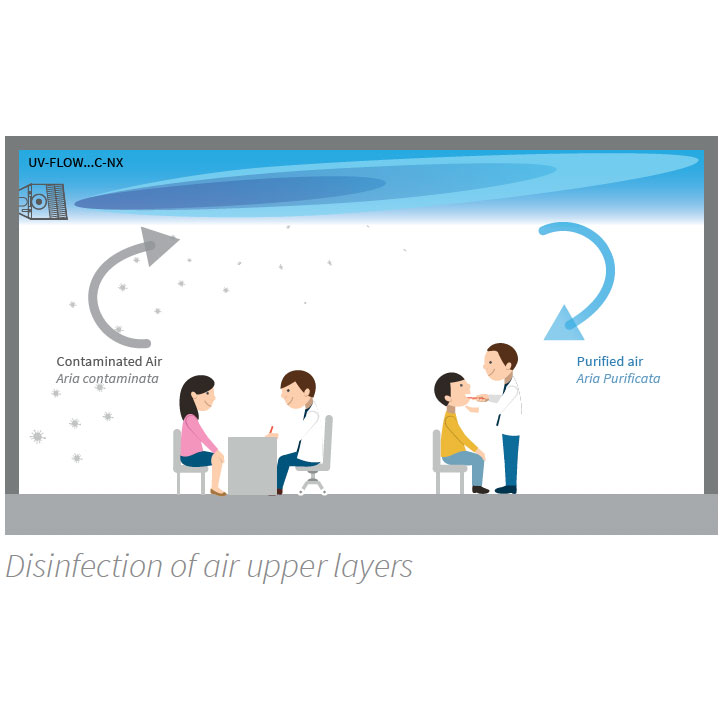 UV-FLOW...C-NX
Contaminated Air
Aria contaminata
Purified air
Aria Purificata
Disinfection of air upper layers